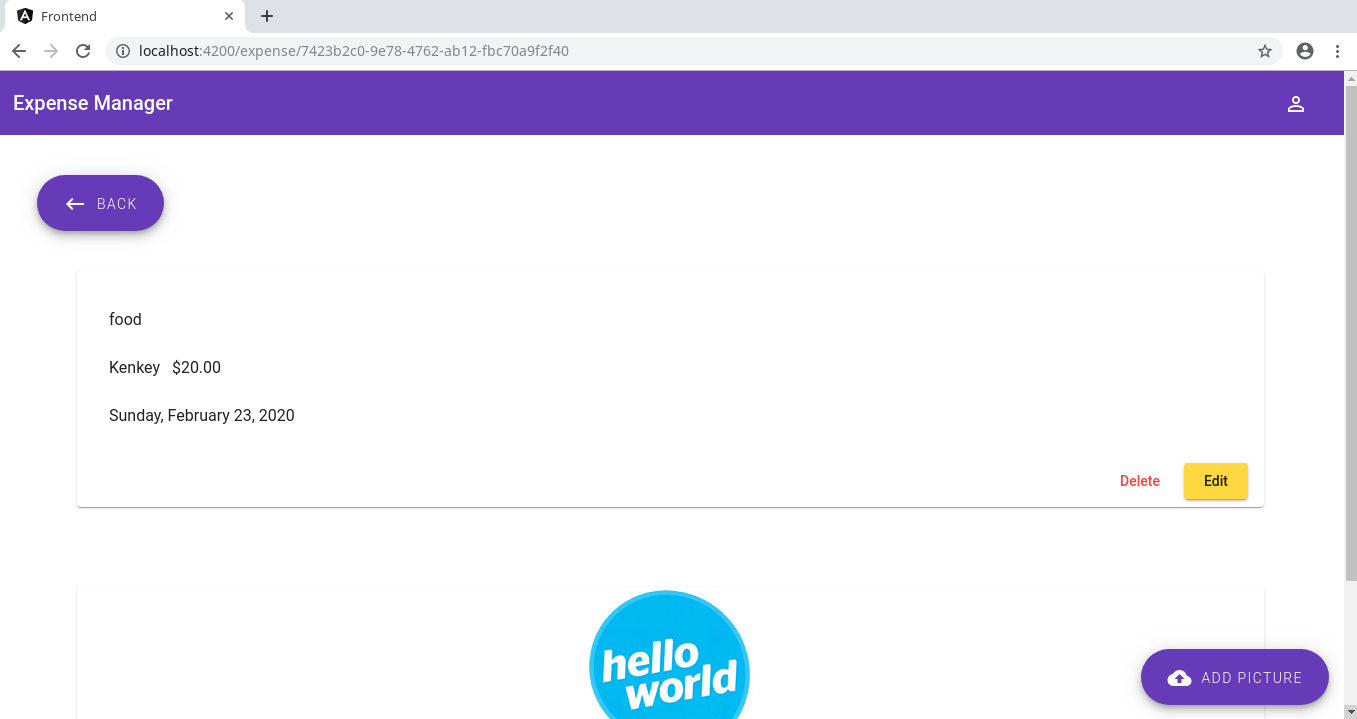 Frontend
localhost:4200/expense/7423b2c0-9e78-4762-ab12-fbc70a9f2f40
Expense Manager
BACK
food
Kenkey $20.00
Sunday, February 23, 2020
Delete Edit
hello
world
ADD PICTURE